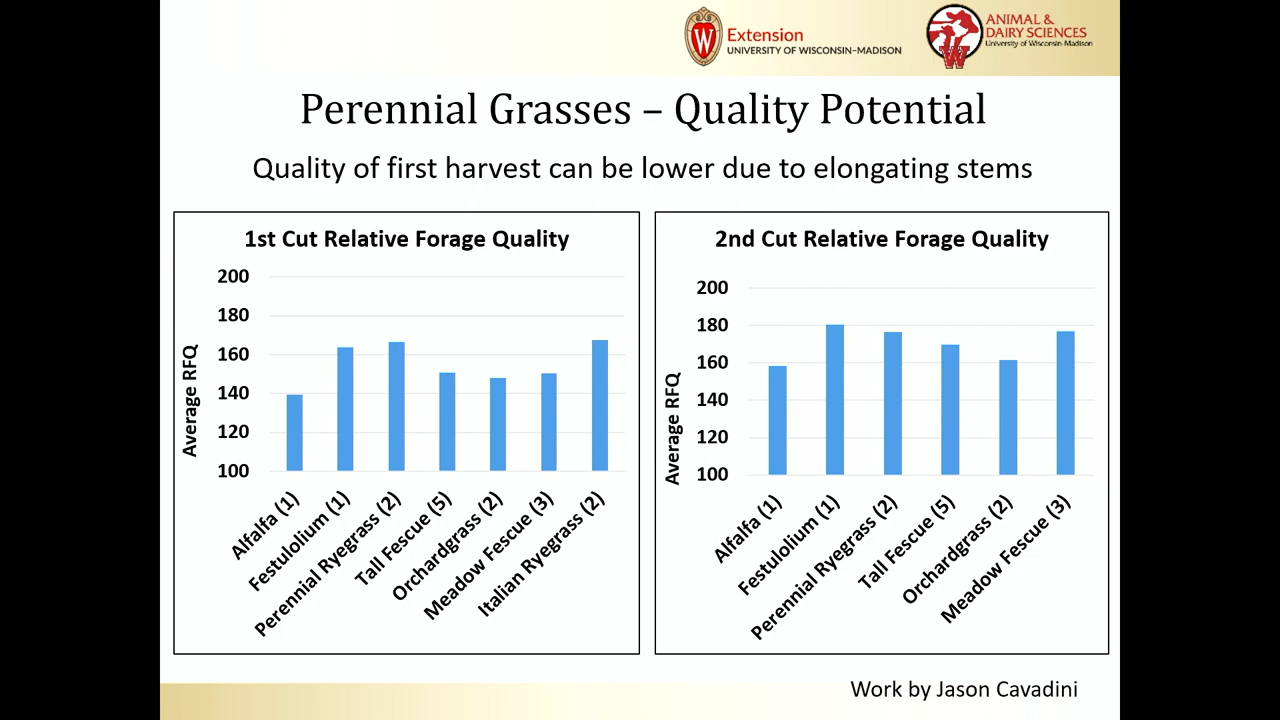 W
Extension
UNIVERSITY OF WISCONSIN–MADISON
ANIMAL &
DAIRY SCIENCES
University of Wisconsin-Madison
W
Perennial Grasses – Quality Potential
Quality of first harvest can be lower due to elongating stems
1st Cut Relative Forage Quality
200
180
160
140
120
100
Average RFQ
Alfalfa (1)
Festulolium (1)
Perennial Ryegrass (2)
Tall Fescue (5)
Orchardgrass (2)
Meadow Fescue (3)
Italian Ryegrass (2)
2nd Cut Relative Forage Quality
200
180
160
140
120
100
Average RFQ
Alfalfa (1)
Festulolium (1)
Perennial Ryegrass (2)
Tall Fescue (5)
Orchardgrass (2)
Meadow Fescue (3)
Work by Jason Cavadini